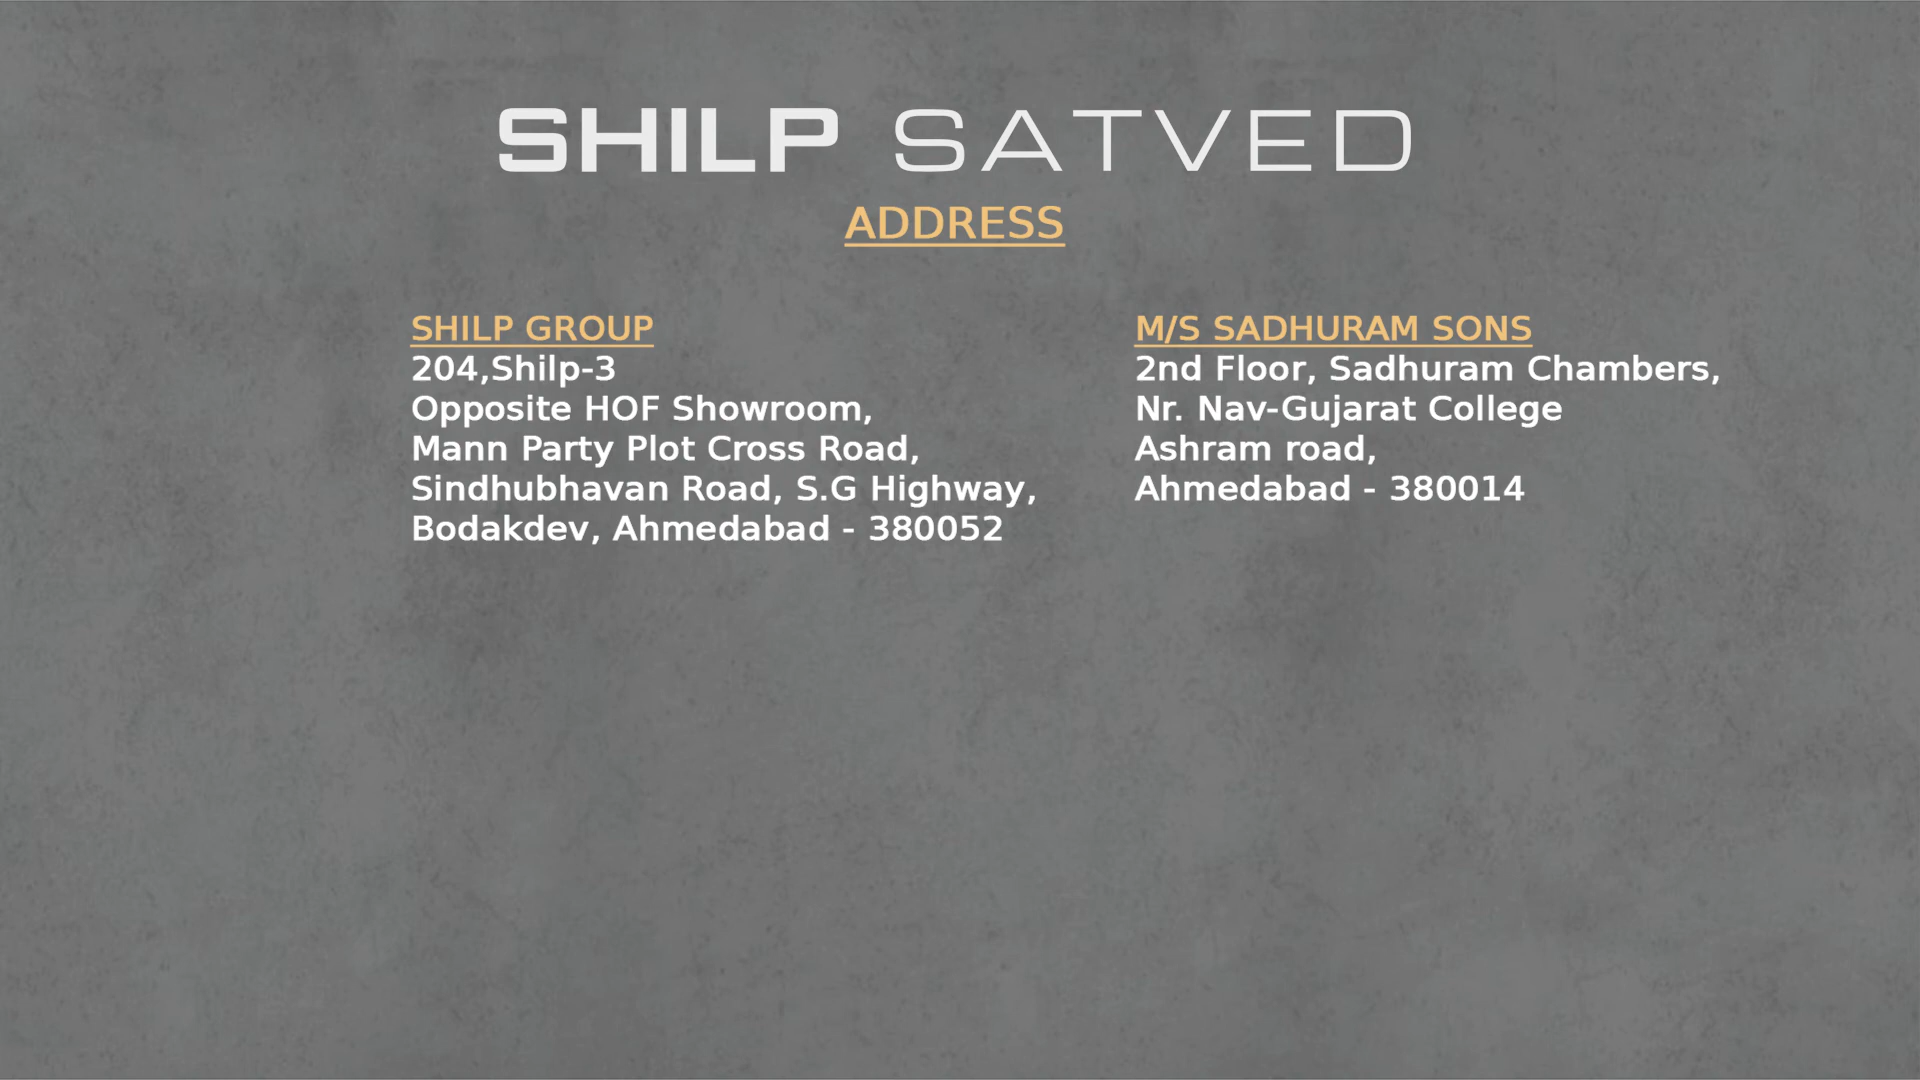 SHILP SATVED
ADDRESS
SHILP GROUP
204,Shilp-3
Opposite HOF Showroom,
Mann Party Plot Cross Road,
Sindhubhavan Road, S.G Highway,
Bodakdev, Ahmedabad - 380052
M/S SADHURAM SONS
2nd Floor, Sadhuram Chambers,
Nr. Nav-Gujarat College
Ashram road,
Ahmedabad - 380014